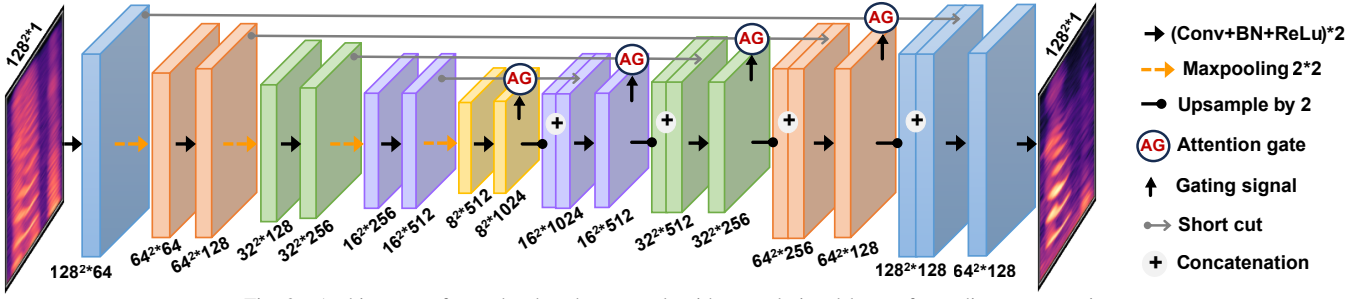 128²*1
128²*64
64²*64
64²*128
32²*128
32²*256
16²*256
16²*512
8²*512
8²*1024
16²*1024
16²*512
32²*512
32²*256
64²*256
64²*128
128²*128
64²*128
128²*1
AG
AG
AG
AG
+
+
+
+
(Conv+BN+ReLu)*2
Maxpooling 2*2
Upsample by 2
AG Attention gate
Gating signal
Short cut
+ Concatenation